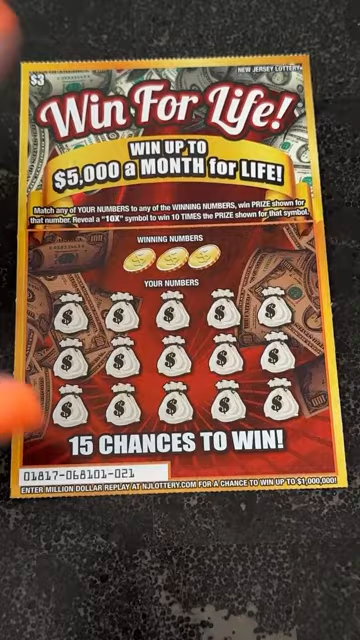 $3
NEW JERSEY LOTTERY
Win For Life!
WIN UP TO
$5,000 a MONTH for LIFE!
Match any of YOUR NUMBERS to any of the WINNING NUMBERS, win PRIZE shown for
that number. Reveal a "10X" symbol to win 10 TIMES the PRIZE shown for that symbol.
WINNING NUMBERS
YOUR NUMBERS
$ $ $ $ $
$ $ $ $ $
$ $ $ $ $
15 CHANCES TO WIN!
01817-068101-021
ENTER MILLION DOLLAR REPLAY AT NJLOTTERY.COM FOR A CHANCE TO WIN UP TO $1,000,000!